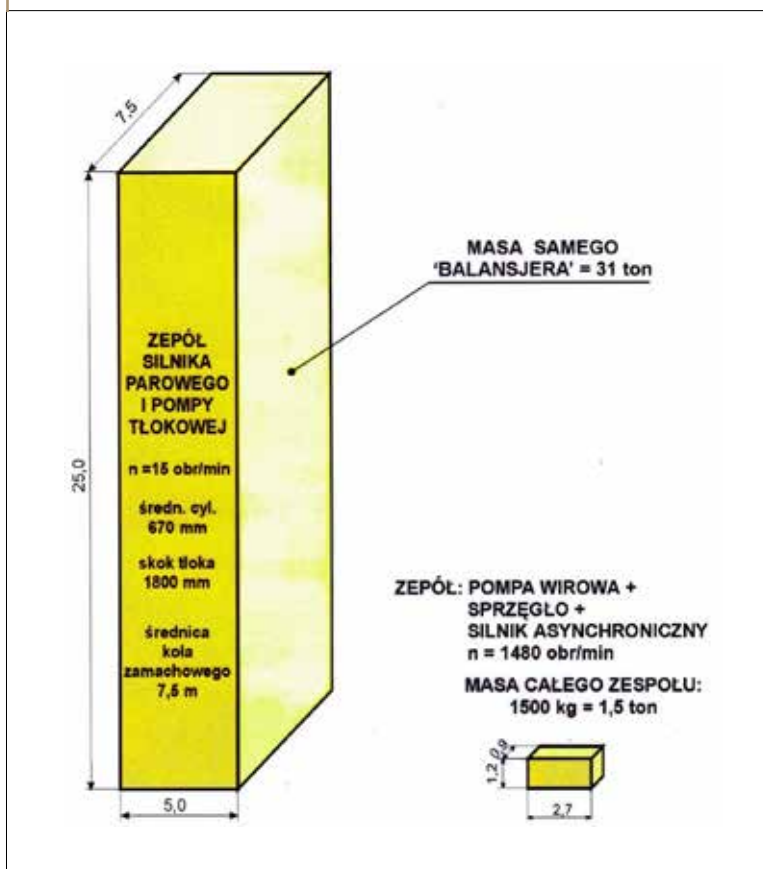 7,5
MASA SAMEGO
'BALANSJERA' = 31 ton
ZEPÓŁ
SILNIKA
PAROWEGO
I POMPY
TŁOKOWEJ
n =15 obr/min
średn. cyl.
670 mm
skok tłoka
1800 mm
średnica
koła
zamachowego
7,5 m
25,0
5,0
ZEPÓŁ: POMPA WIROWA +
SPRZĘGŁO +
SILNIK ASYNCHRONICZNY
n = 1480 obr/min
MASA CAŁEGO ZESPOŁU:
1500 kg = 1,5 ton
0,9
1,2
2,7